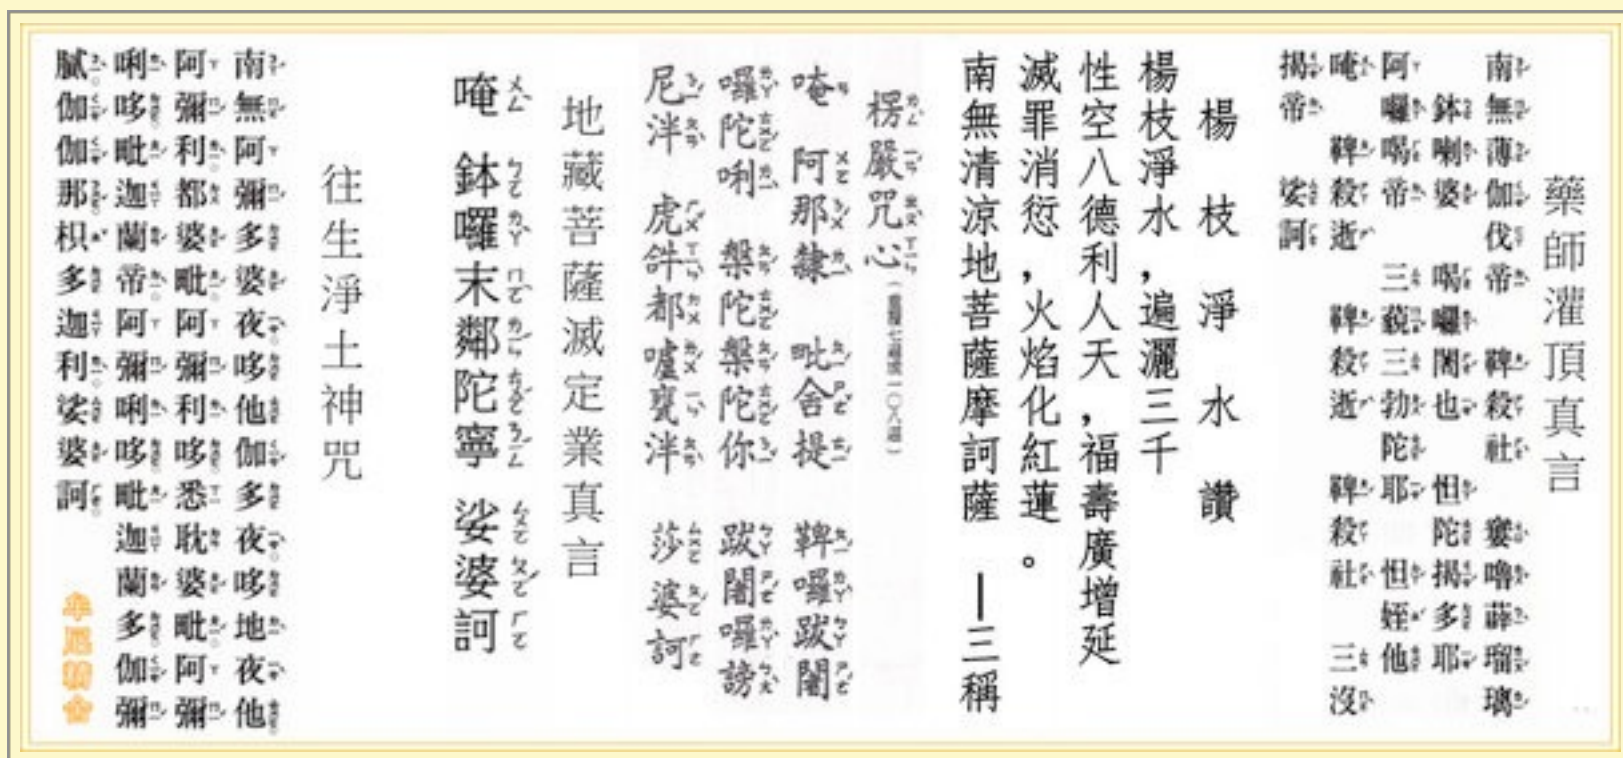 藥師灌頂真言
南無薄伽伐帝 鞞殺社 窶嚕薜瑠璃
鉢喇婆 喝囉闍也 怛陀揭多耶
阿囉喝帝 三藐三勃陀耶 怛姪他
唵 鞞殺逝 鞞殺逝 鞞殺社 三沒
揭帝 娑訶
楊枝淨水讚
楊枝淨水,遍灑三千
性空八德利人天,福壽廣增延
滅罪消愆,火焰化紅蓮。
南無清涼地菩薩摩訶薩 —三稱
楞嚴咒心
唵 阿那隸 毗舍提 鞞囉跋闍
囉陀唎 槃陀槃陀你 跋闍囉謗
尼泮 虎𤙖都嚧甕泮 莎婆訶
地藏菩薩滅定業真言
唵 鉢囉末鄰陀寧 娑婆訶
往生淨土神咒
南無阿彌多婆夜哆他伽多夜哆地夜他
阿彌利都婆毗阿彌利哆悉耽婆毗阿彌
唎哆毗迦蘭帝阿彌唎哆毗迦蘭多伽彌
膩伽伽那枳多迦利娑婆訶
牟尼精舍